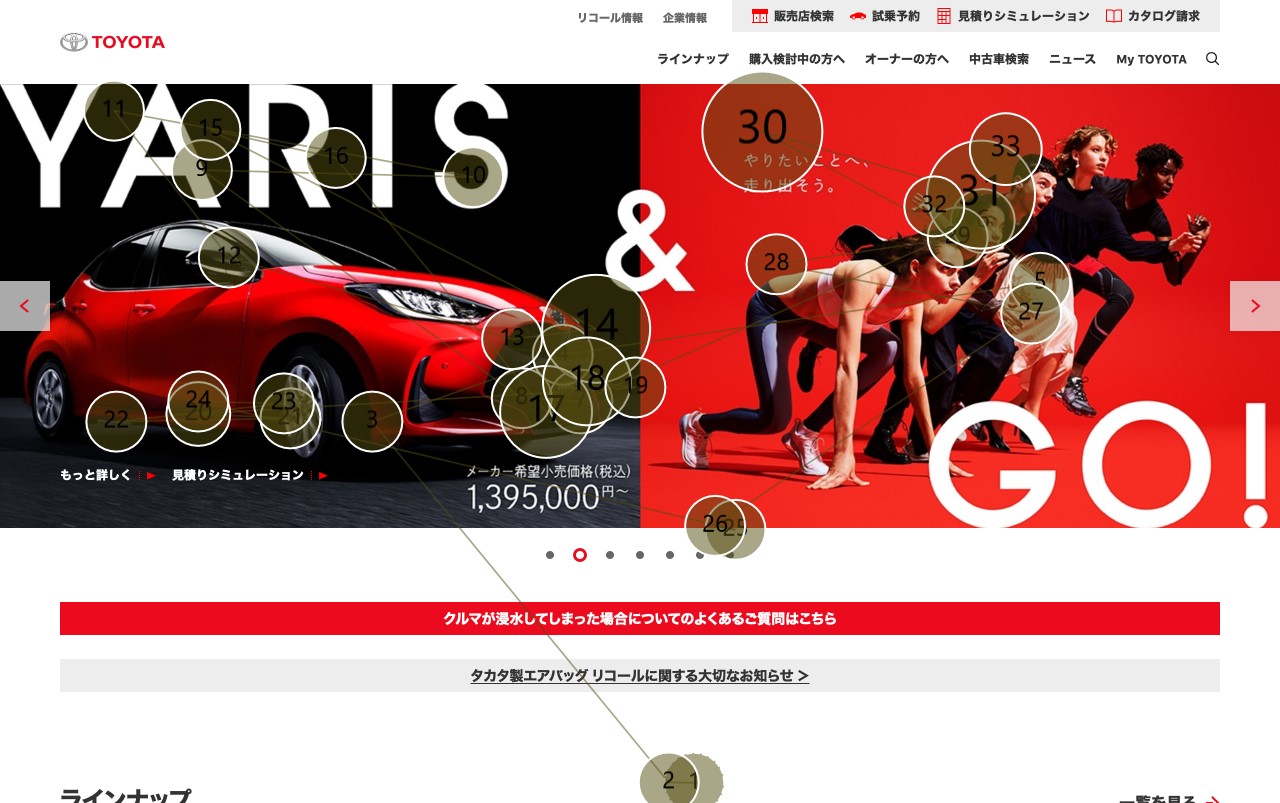 リコール情報 企業情報 販売店検索 試乗予約 見積りシミュレーション カタログ請求
TOYOTA
ラインナップ 購入検討中の方へ オーナーの方へ 中古車検索 ニュース My TOYOTA
YARIS
&
GO!
やりたいことへ、
走り出そう。
11
15
9
16
10
12
13
14
18
19
17
8
22
24
20
23
21
3
30
33
31
32
28
5
27
26
25
もっと詳しく 見積りシミュレーション
メーカー希望小売価格(税込)
1,395,000円～
クルマが浸水してしまった場合についてのよくあるご質問はこちら
タカタ製エアバッグ リコールに関する大切なお知らせ >
2
1
ラインナップ
一覧を見る